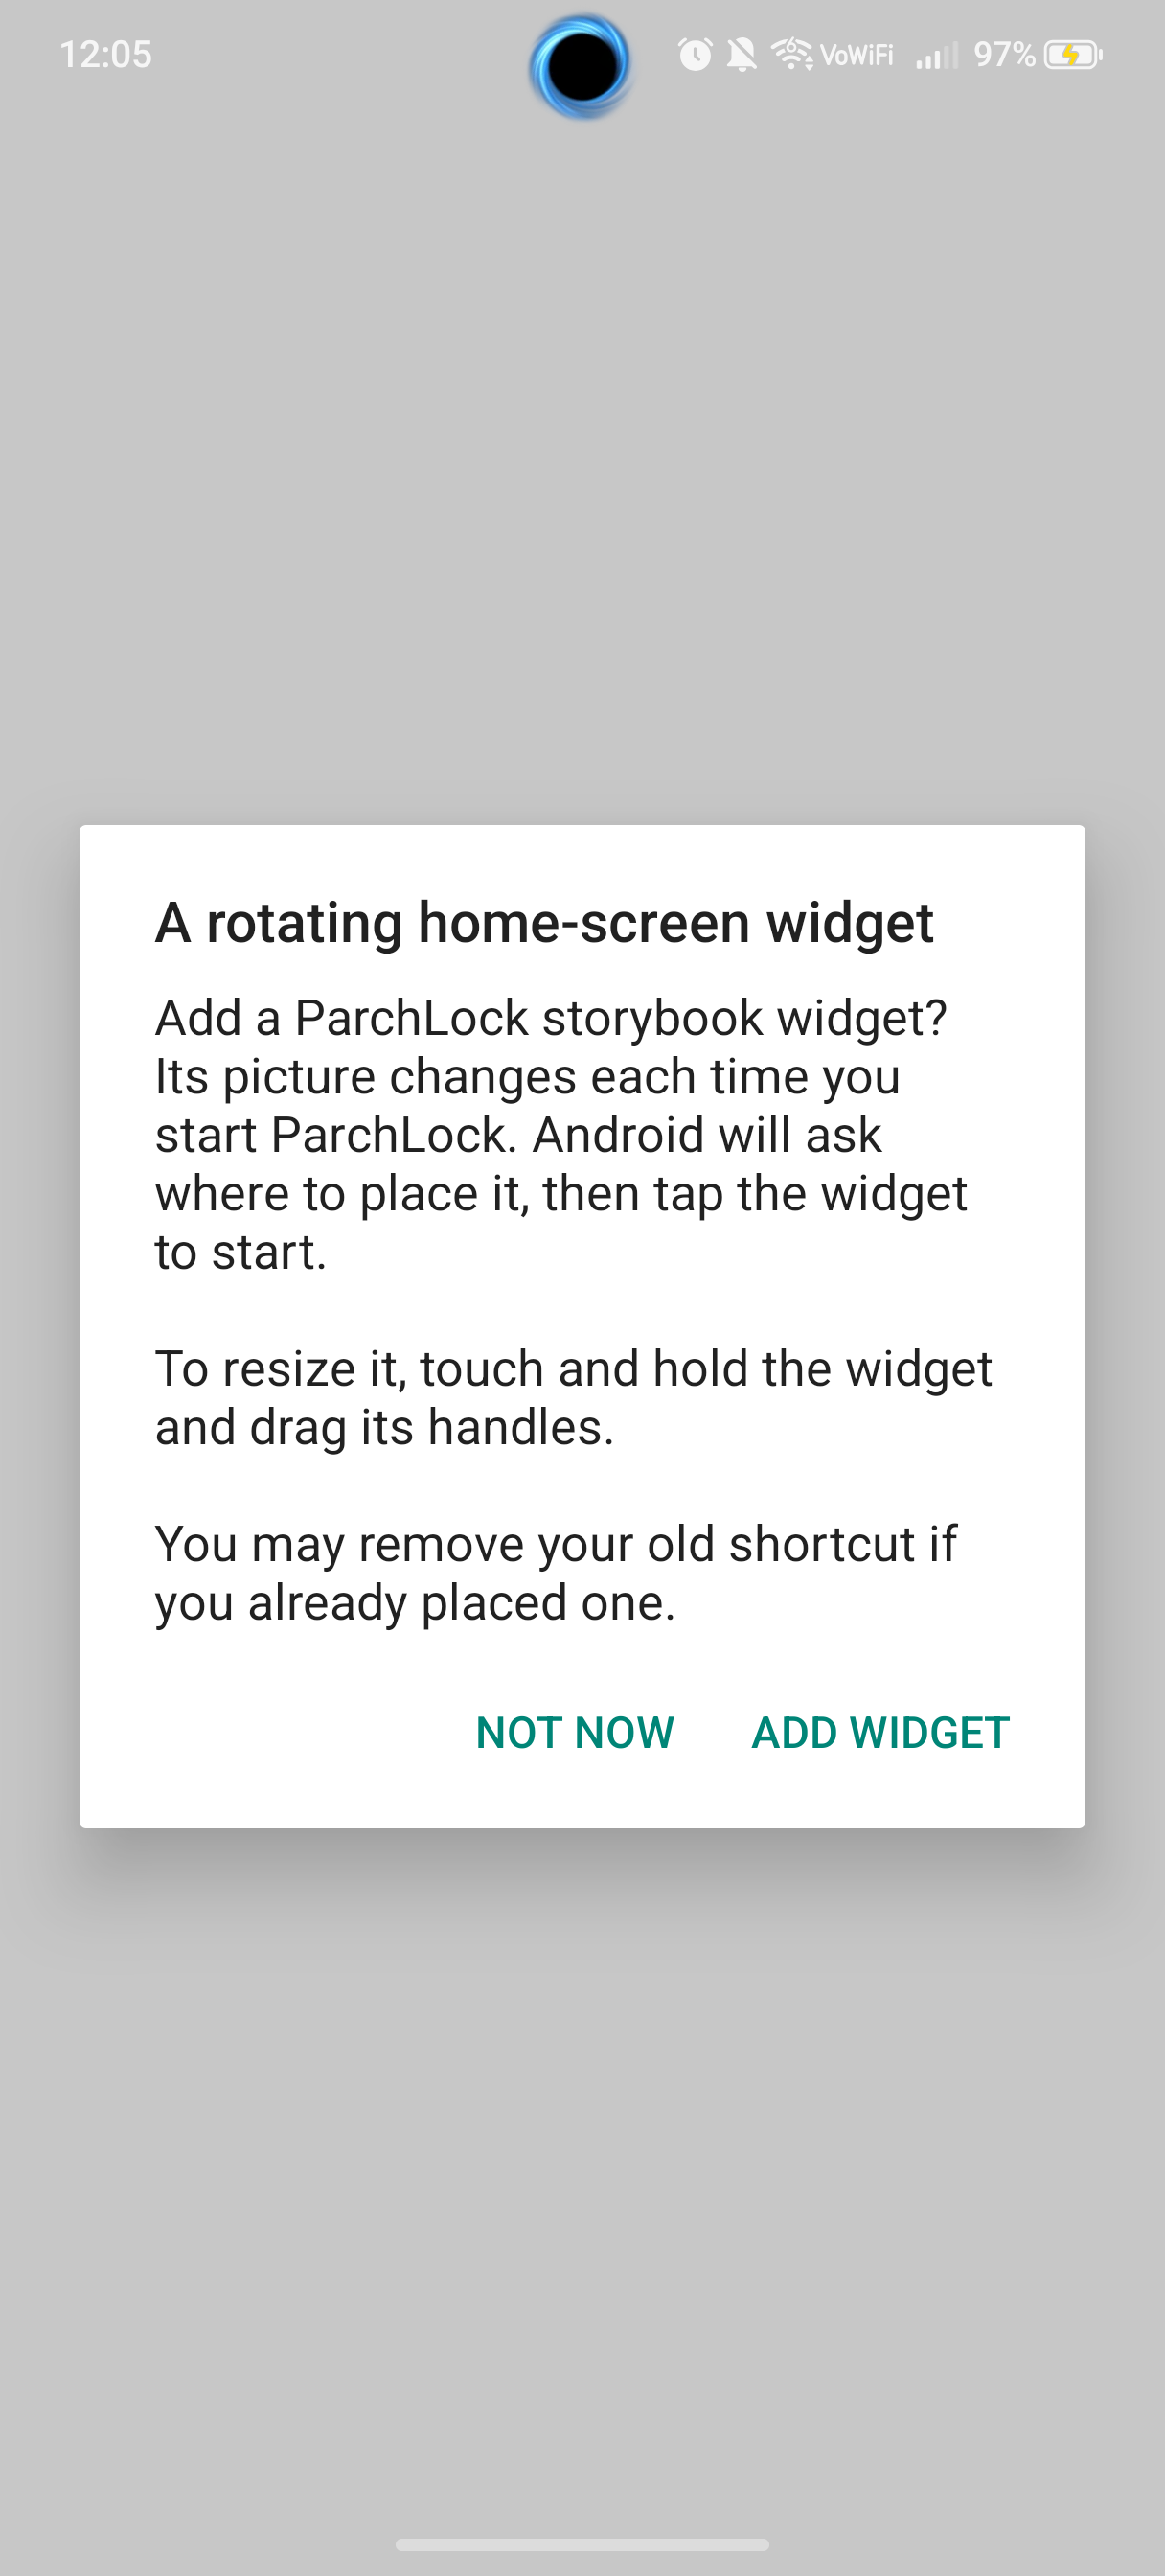 12:05
6 VoWiFi 97%
A rotating home-screen widget
Add a ParchLock storybook widget?
Its picture changes each time you
start ParchLock. Android will ask
where to place it, then tap the widget
to start.
To resize it, touch and hold the widget
and drag its handles.
You may remove your old shortcut if
you already placed one.
NOT NOW ADD WIDGET